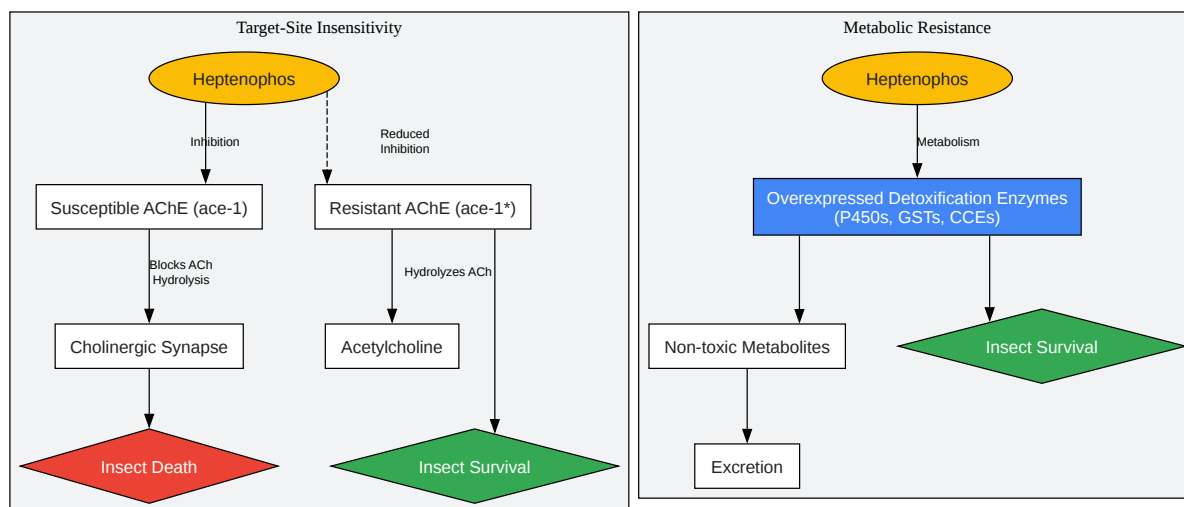 Target-Site Insensitivity
Heptenophos
Inhibition
Reduced
Inhibition
Susceptible AChE (ace-1)
Resistant AChE (ace-1*)
Blocks ACh
Hydrolysis
Hydrolyzes ACh
Cholinergic Synapse
Acetylcholine
Insect Death
Insect Survival
Metabolic Resistance
Heptenophos
Metabolism
Overexpressed Detoxification Enzymes
(P450s, GSTs, CCEs)
Non-toxic Metabolites
Insect Survival
Excretion